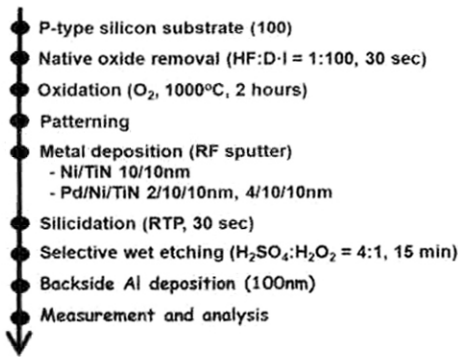 P-type silicon substrate (100)
Native oxide removal (HF:D·I = 1:100, 30 sec)
Oxidation (O₂, 1000ºC, 2 hours)
Patterning
Metal deposition (RF sputter)
- Ni/TiN 10/10nm
- Pd/Ni/TiN 2/10/10nm, 4/10/10nm
Silicidation (RTP, 30 sec)
Selective wet etching (H₂SO₄:H₂O₂ = 4:1, 15 min)
Backside Al deposition (100nm)
Measurement and analysis